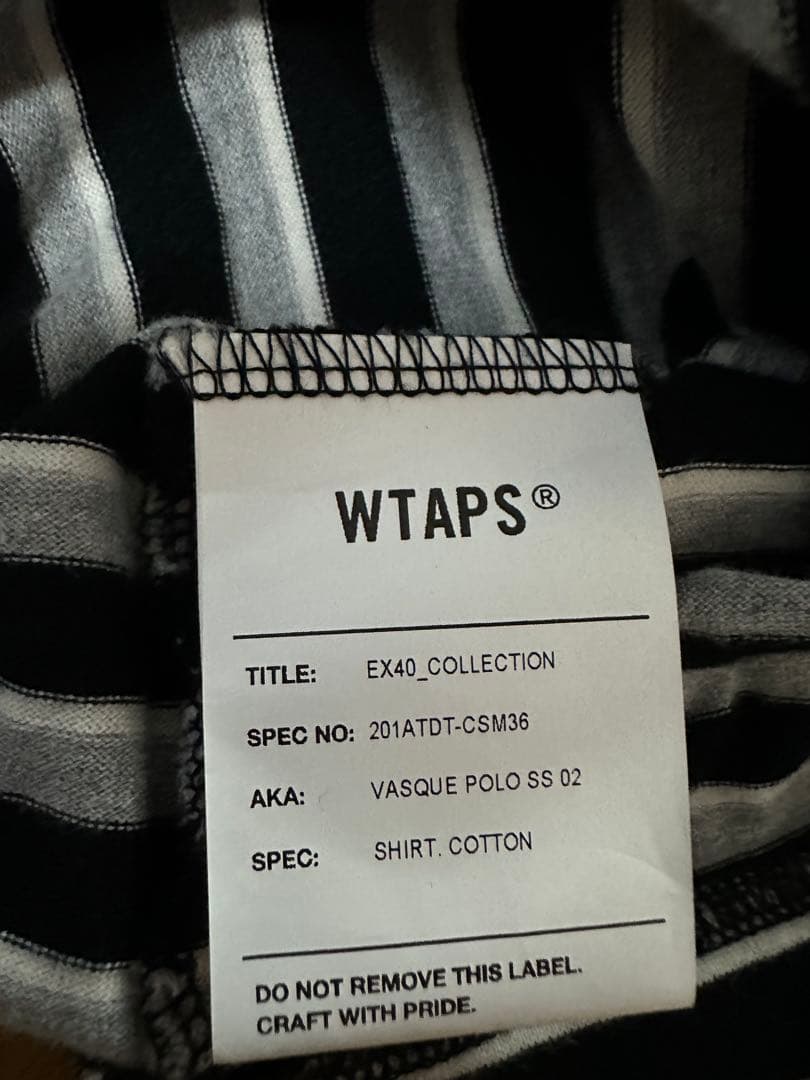 WTAPS®
TITLE: EX40_COLLECTION
SPEC NO: 201ATDT-CSM36
AKA: VASQUE POLO SS 02
SPEC: SHIRT. COTTON
DO NOT REMOVE THIS LABEL.
CRAFT WITH PRIDE.